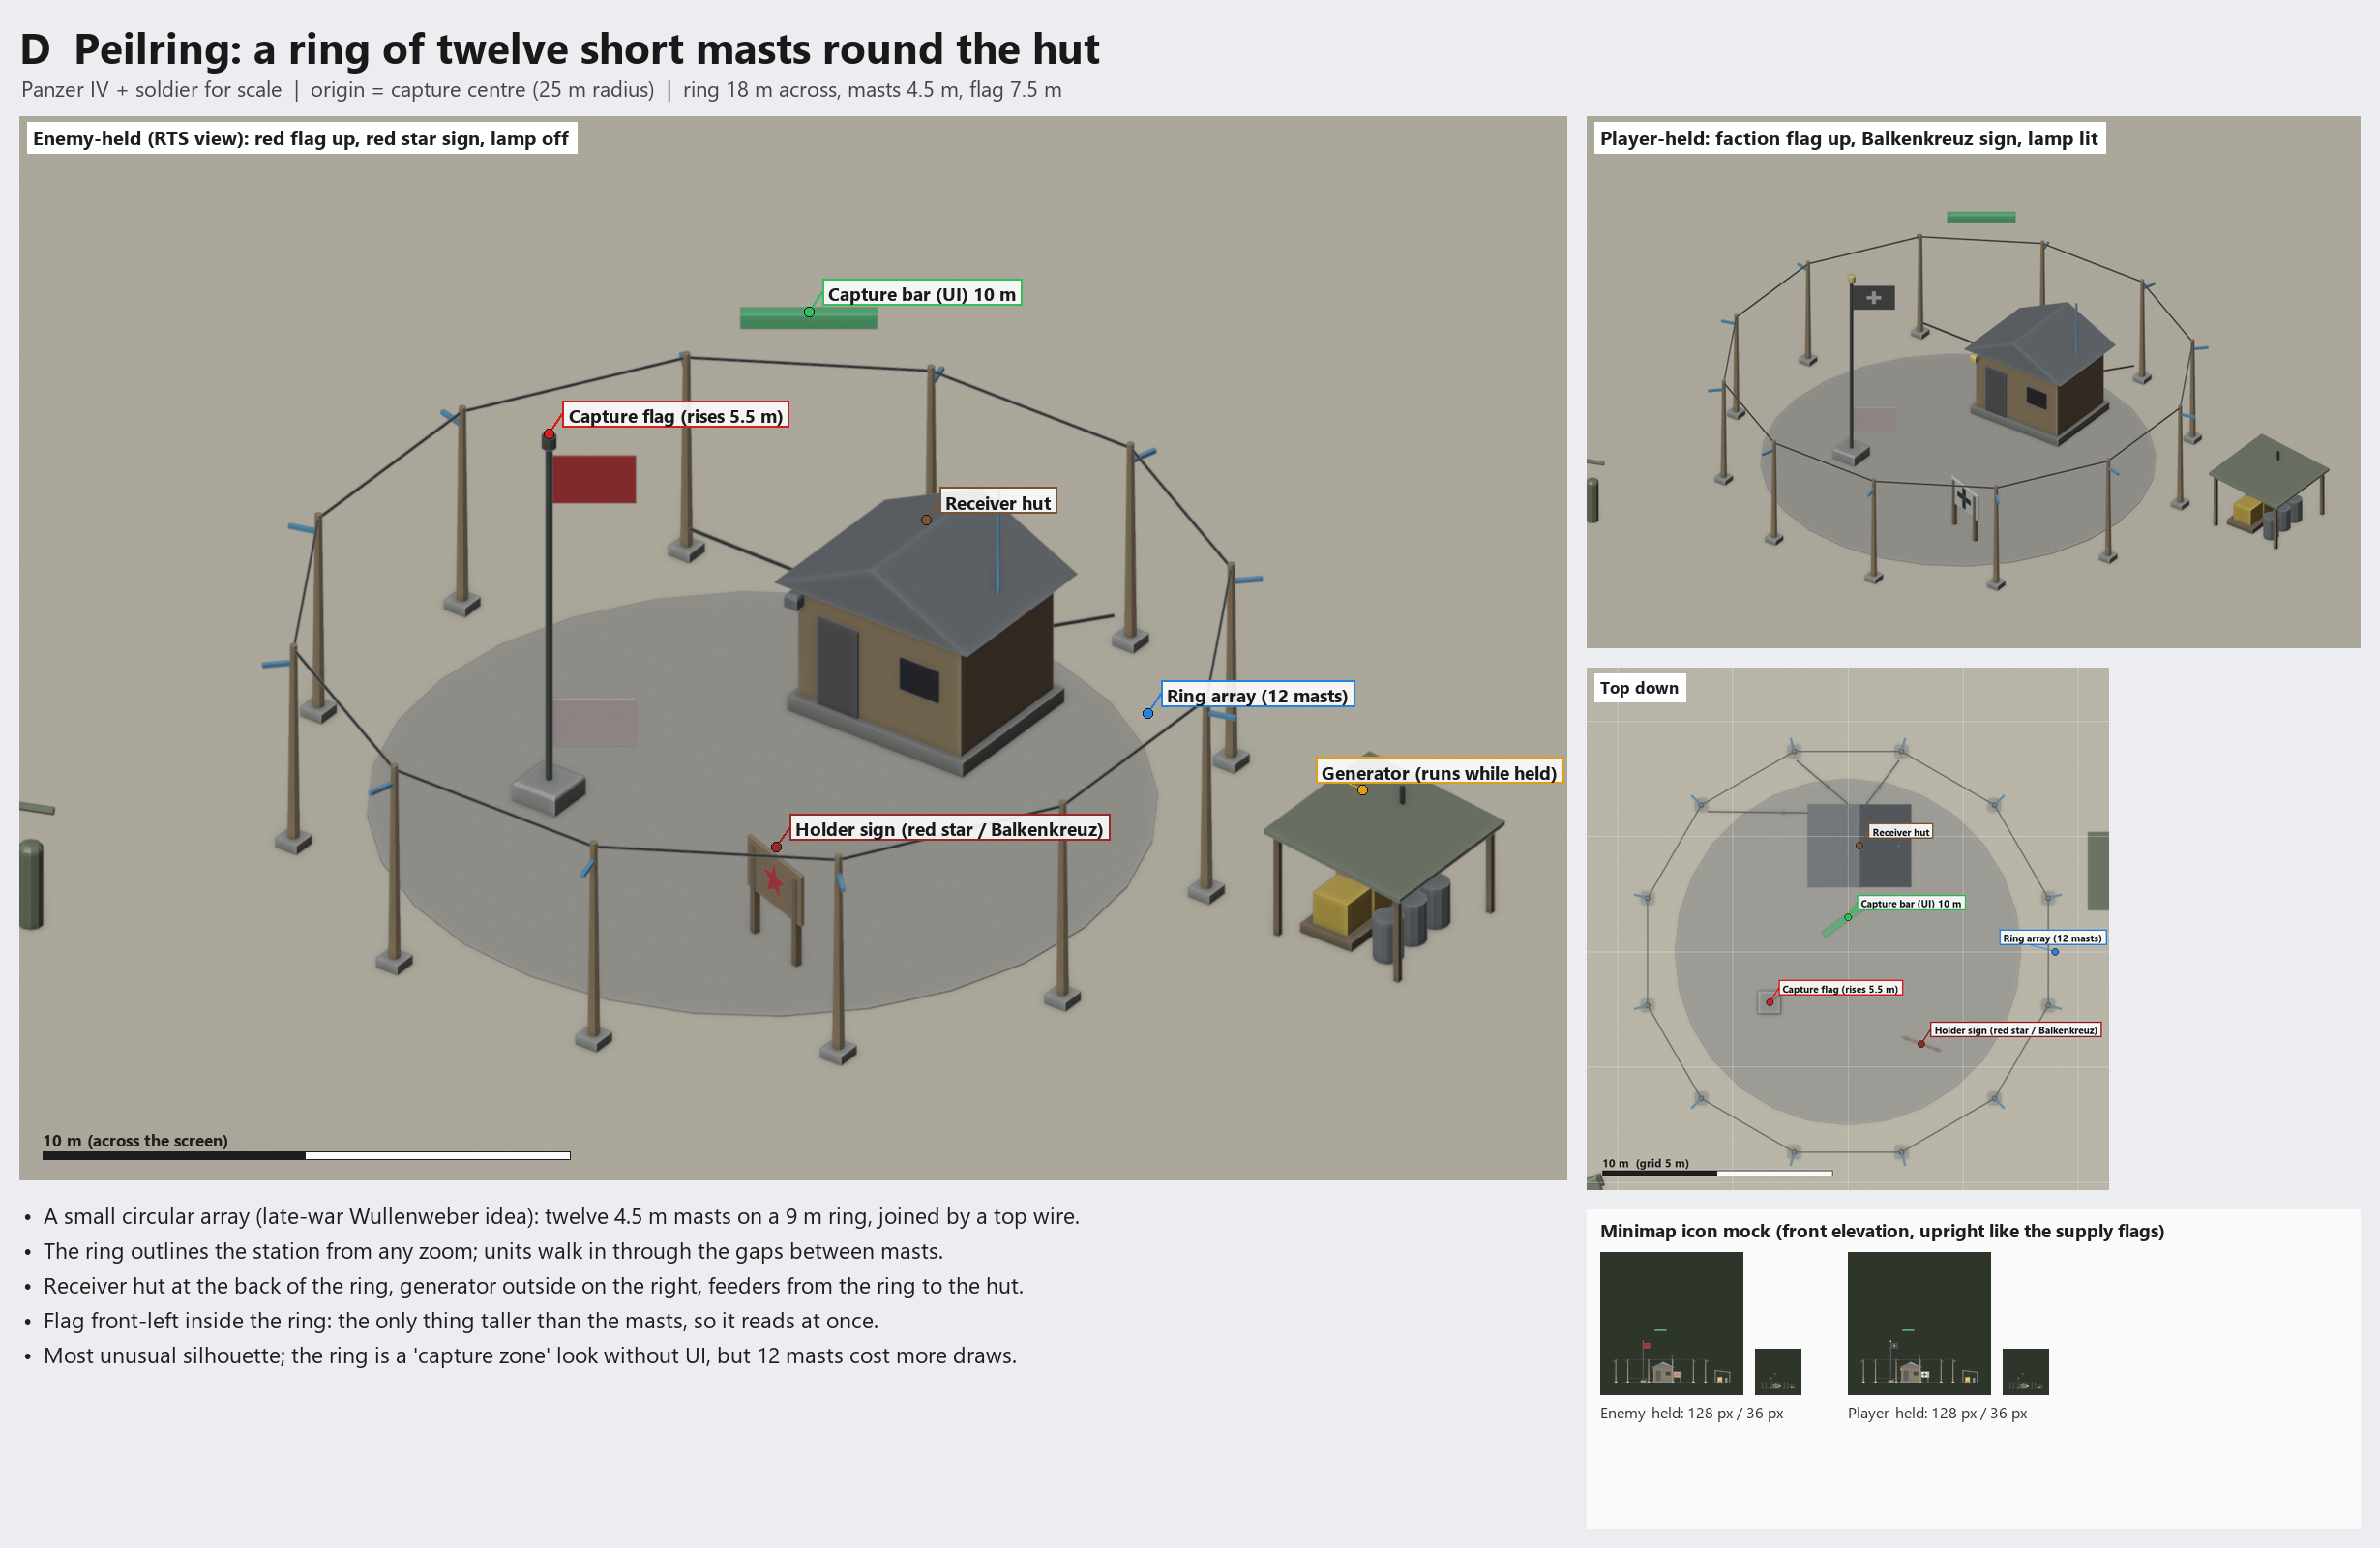 D  Peilring: a ring of twelve short masts round the hut
Panzer IV + soldier for scale  |  origin = capture centre (25 m radius)  |  ring 18 m across, masts 4.5 m, flag 7.5 m
Enemy-held (RTS view): red flag up, red star sign, lamp off
Capture bar (UI) 10 m
Capture flag (rises 5.5 m)
Receiver hut
Ring array (12 masts)
Generator (runs while held)
Holder sign (red star / Balkenkreuz)
10 m (across the screen)
Player-held: faction flag up, Balkenkreuz sign, lamp lit
Top down
Receiver hut
Capture bar (UI) 10 m
Ring array (12 masts)
Capture flag (rises 5.5 m)
Holder sign (red star / Balkenkreuz)
10 m  (grid 5 m)
• A small circular array (late-war Wullenweber idea): twelve 4.5 m masts on a 9 m ring, joined by a top wire.
• The ring outlines the station from any zoom; units walk in through the gaps between masts.
• Receiver hut at the back of the ring, generator outside on the right, feeders from the ring to the hut.
• Flag front-left inside the ring: the only thing taller than the masts, so it reads at once.
• Most unusual silhouette; the ring is a 'capture zone' look without UI, but 12 masts cost more draws.
Minimap icon mock (front elevation, upright like the supply flags)
Enemy-held: 128 px / 36 px
Player-held: 128 px / 36 px